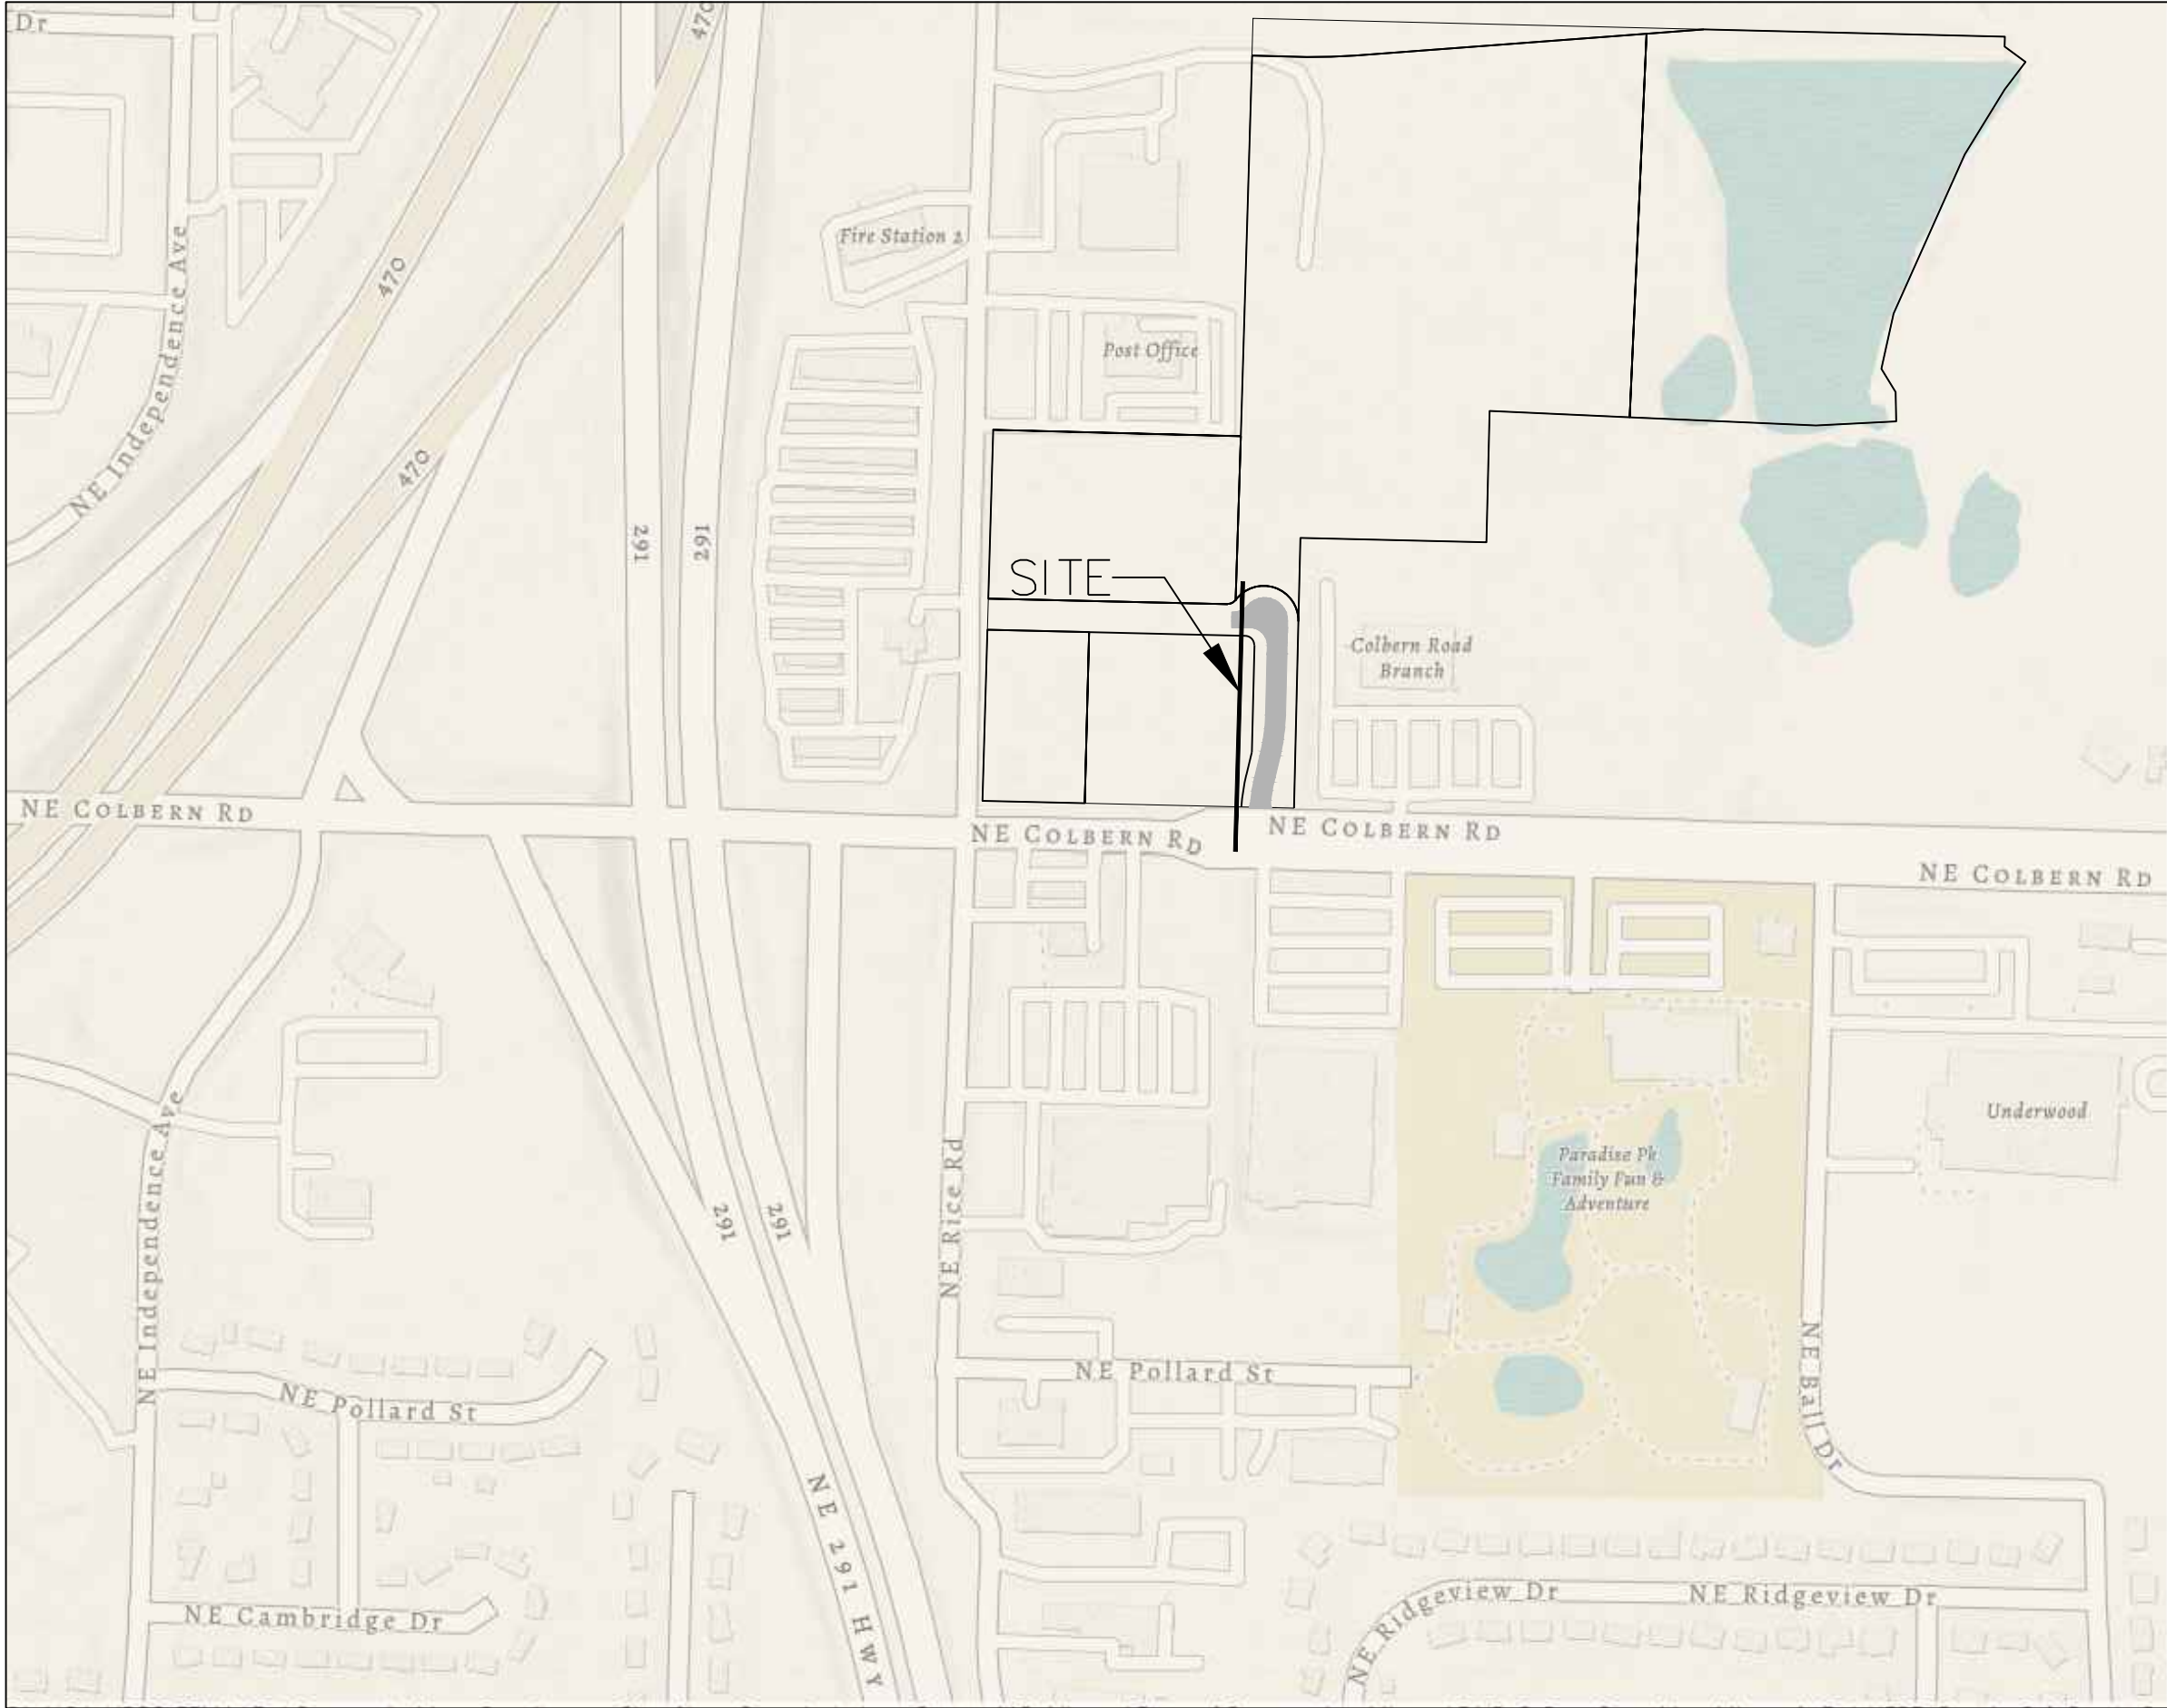 Dr
470
470
470
NE Independence Ave
Fire Station 2
Post Office
291
291
SITE
Colbern Road
Branch
NE COLBERN RD
NE COLBERN RD
NE COLBERN RD
NE COLBERN RD
NE Independence Ave
NE Rice Rd
Underwood
Paradise Pk
Family Fun &
Adventure
291
291
NE Pollard St
NE Pollard St
NE Ball Dr
NE 291 HWY
NE Cambridge Dr
NE Ridgeview Dr
NE Ridgeview Dr